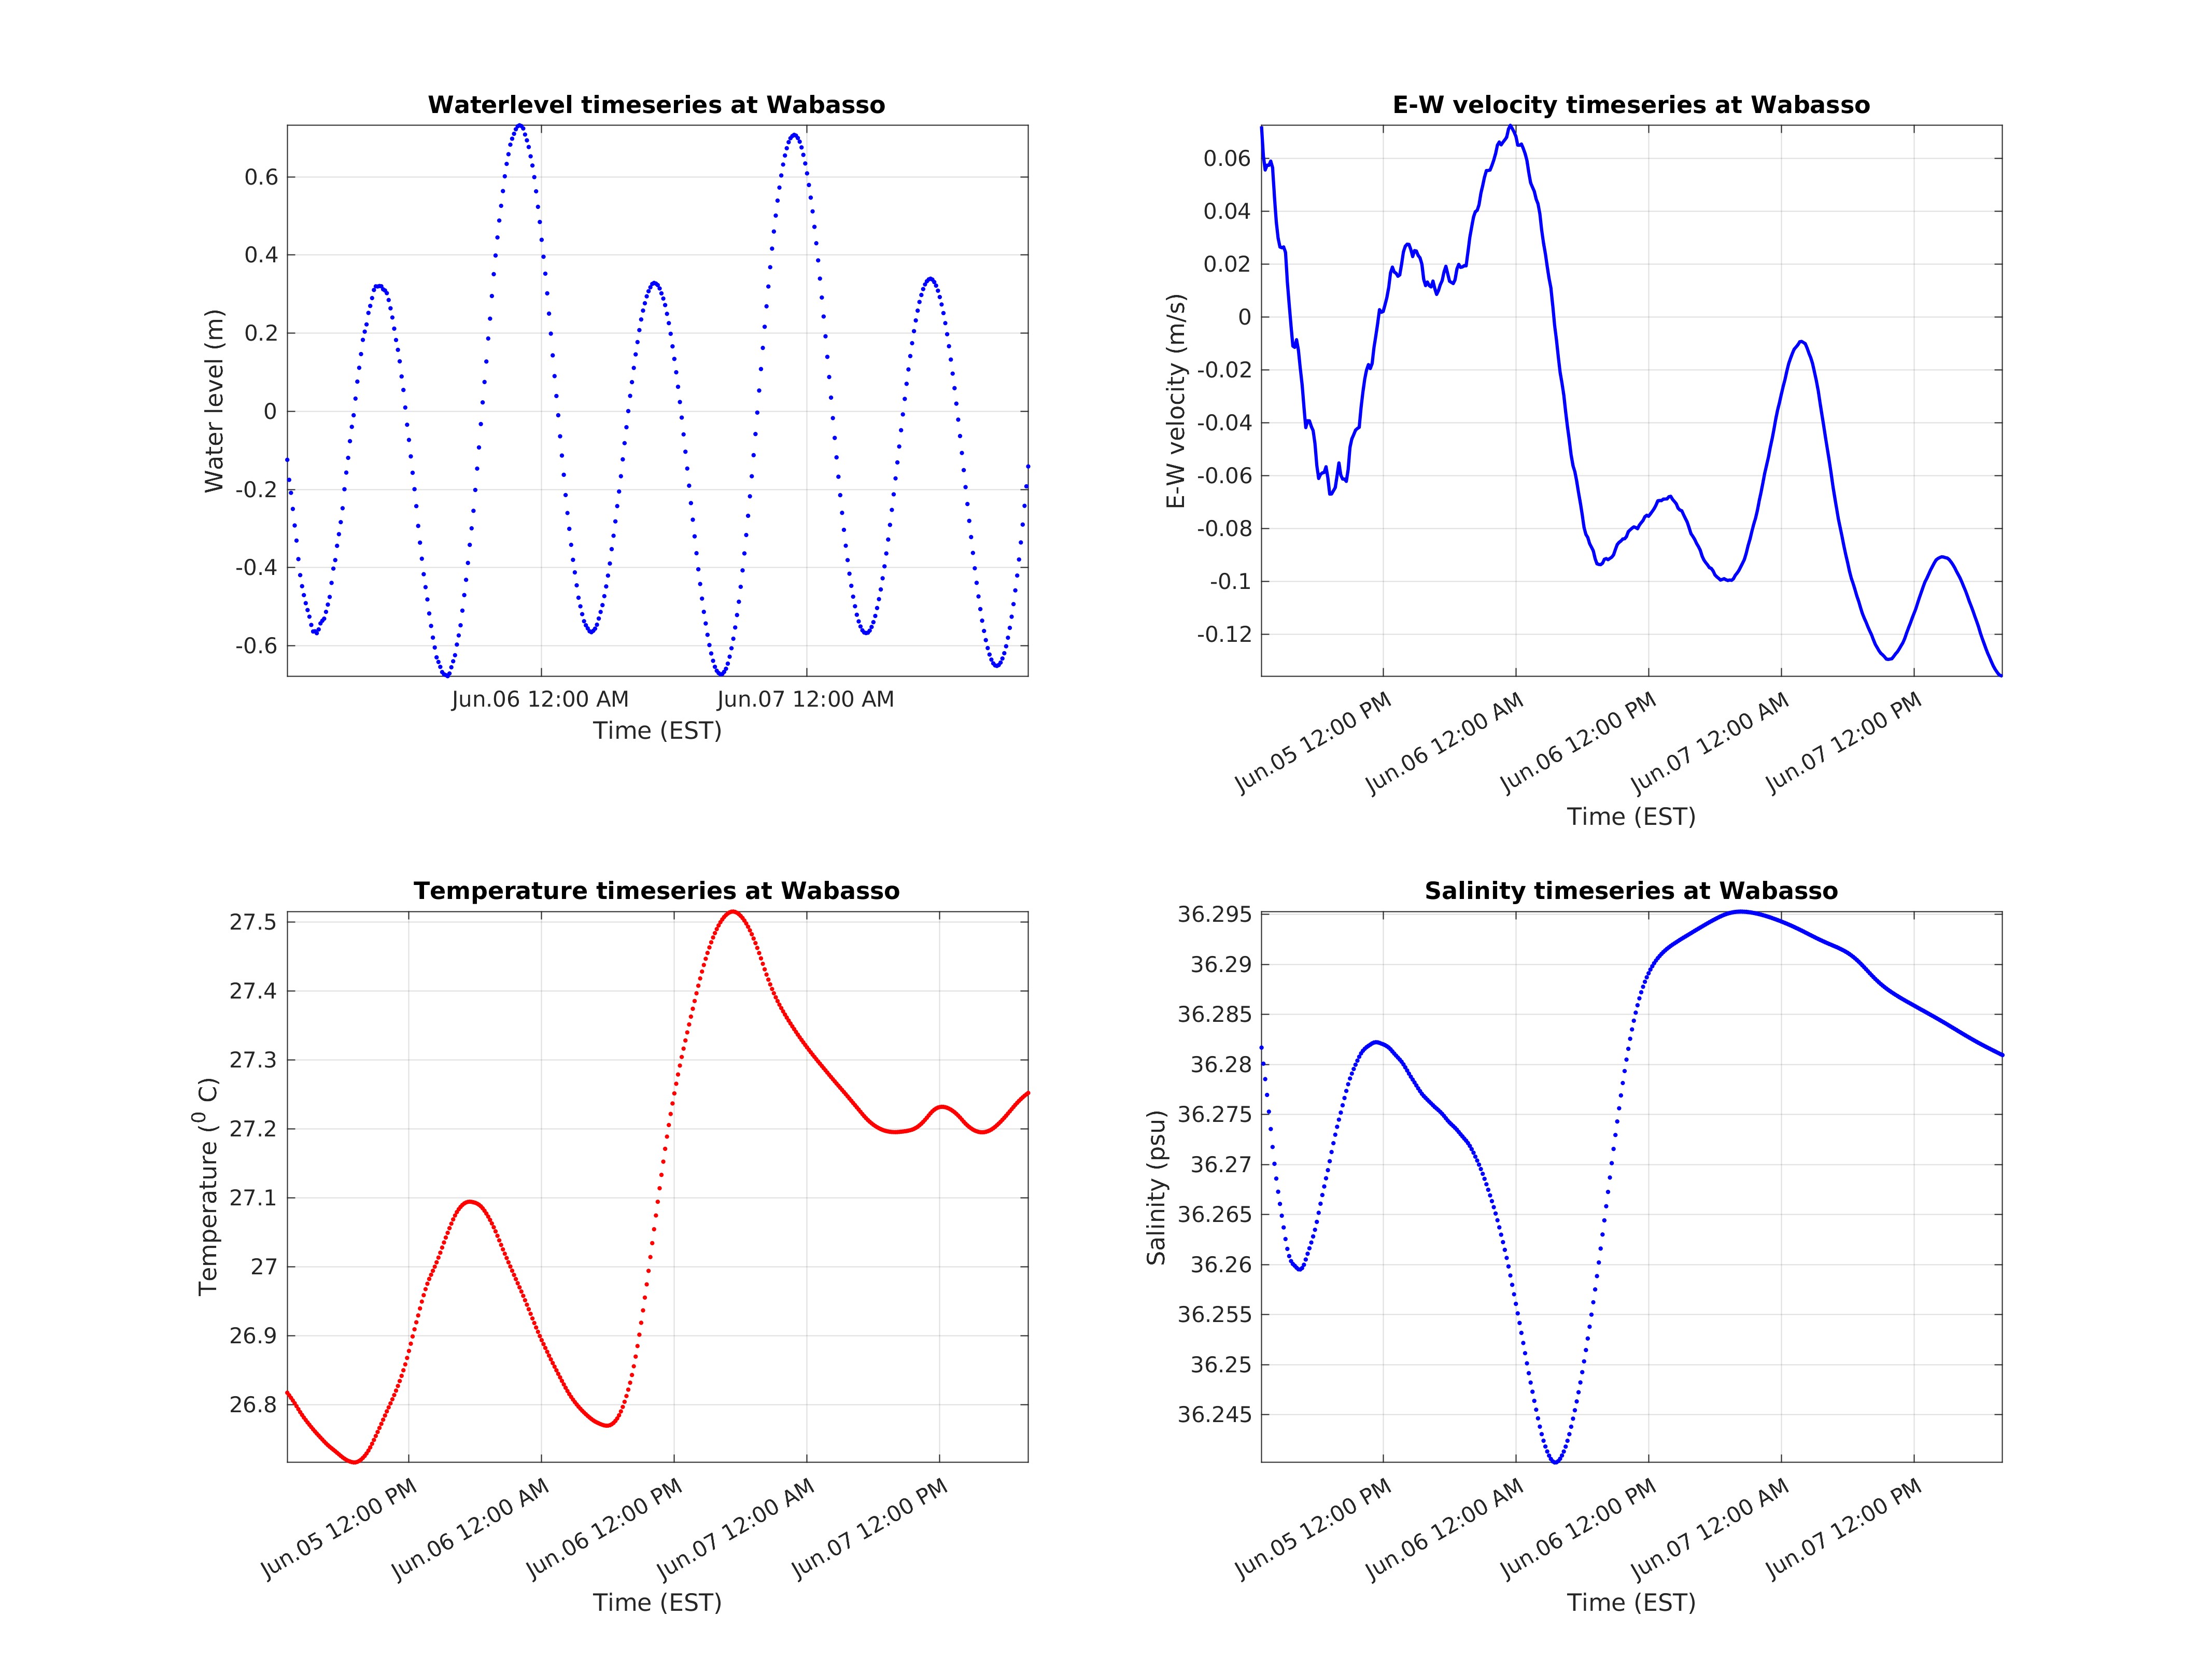 Waterlevel timeseries at Wabasso
0.6
0.4
0.2
0
-0.2
-0.4
-0.6
Water level (m)
Jun.06 12:00 AM
Jun.07 12:00 AM
Time (EST)
E-W velocity timeseries at Wabasso
0.06
0.04
0.02
0
-0.02
-0.04
-0.06
-0.08
-0.1
-0.12
E-W velocity (m/s)
Jun.05 12:00 PM
Jun.06 12:00 AM
Jun.06 12:00 PM
Jun.07 12:00 AM
Jun.07 12:00 PM
Time (EST)
Temperature timeseries at Wabasso
27.5
27.4
27.3
27.2
27.1
27
26.9
26.8
Temperature (⁰ C)
Jun.05 12:00 PM
Jun.06 12:00 AM
Jun.06 12:00 PM
Jun.07 12:00 AM
Jun.07 12:00 PM
Time (EST)
Salinity timeseries at Wabasso
36.295
36.29
36.285
36.28
36.275
36.27
36.265
36.26
36.255
36.25
36.245
Salinity (psu)
Jun.05 12:00 PM
Jun.06 12:00 AM
Jun.06 12:00 PM
Jun.07 12:00 AM
Jun.07 12:00 PM
Time (EST)